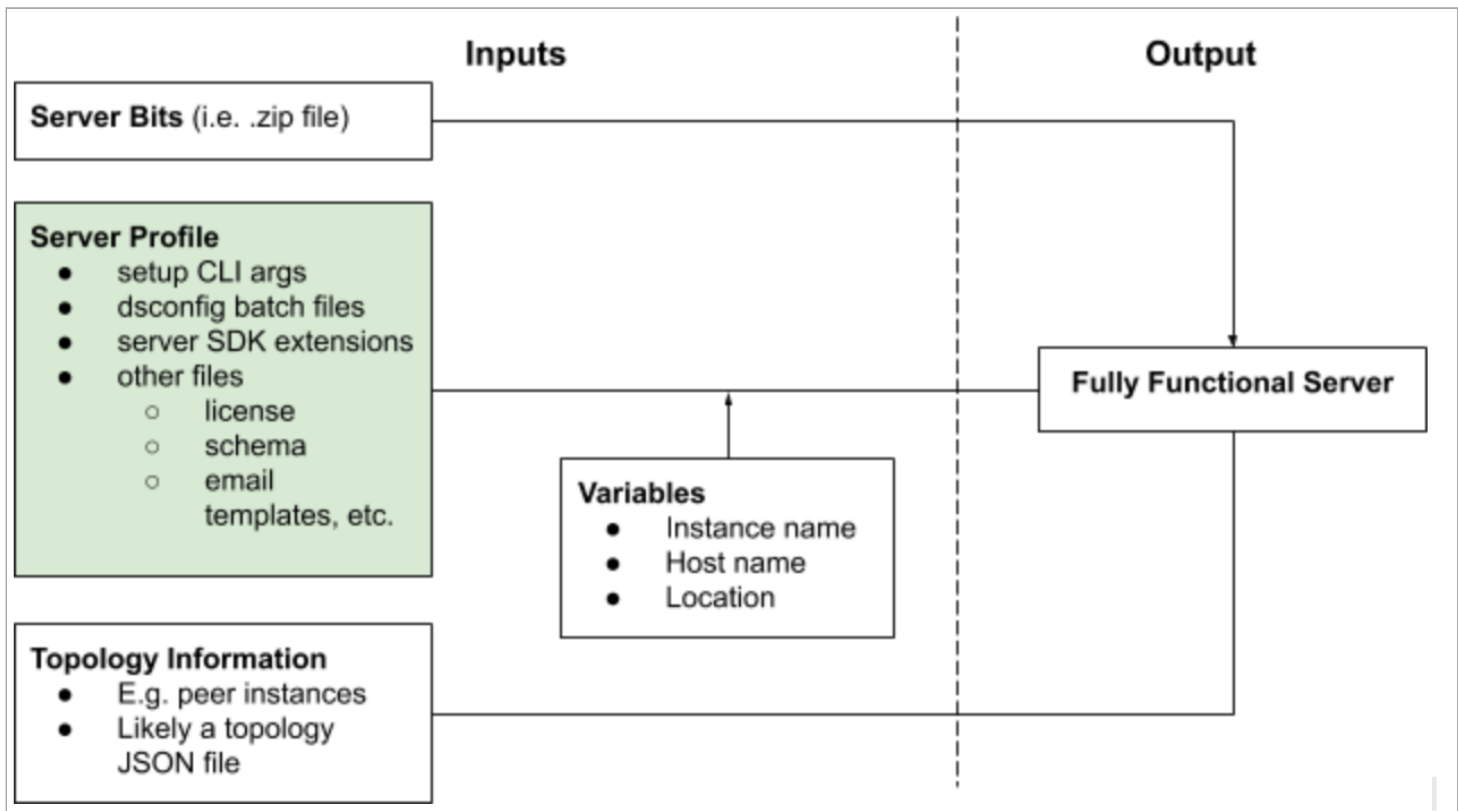 Inputs
Output
Server Bits (i.e. .zip file)
Server Profile
● setup CLI args
● dsconfig batch files
● server SDK extensions
● other files
○ license
○ schema
○ email
templates, etc.
Fully Functional Server
Variables
● Instance name
● Host name
● Location
Topology Information
● E.g. peer instances
● Likely a topology
JSON file